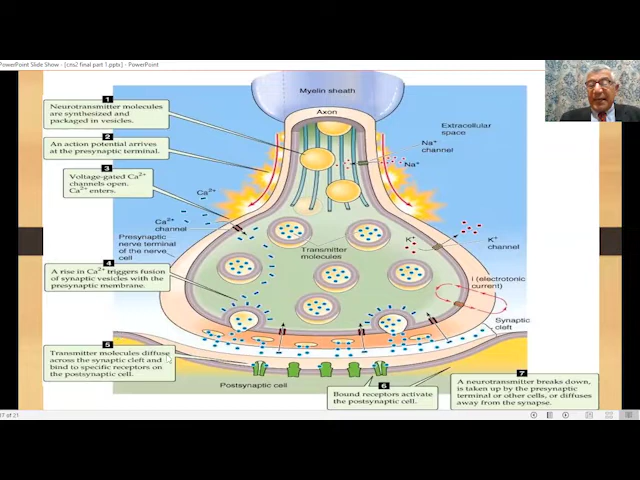 PowerPoint Slide Show - [cns2 final part 1.pptx] - PowerPoint
Myelin sheath
Axon
1
Neurotransmitter molecules
are synthesized and
packaged in vesicles.
2
An action potential arrives
at the presynaptic terminal.
3
Voltage-gated Ca2+
channels open.
Ca2+ enters.
Ca2+
Ca2+
channel
Presynaptic
nerve terminal
of the nerve
cell
4
A rise in Ca2+ triggers fusion
of synaptic vesicles with the
presynaptic membrane.
5
Transmitter molecules diffuse
across the synaptic cleft and
bind to specific receptors on
the postsynaptic cell.
Extracellular
space
Na+
channel
Na+
K+
K+
channel
Transmitter
molecules
i (electrotonic
current)
Synaptic
cleft
Postsynaptic cell
6
Bound receptors activate
the postsynaptic cell.
7
A neurotransmitter breaks down,
is taken up by the presynaptic
terminal or other cells, or diffuses
away from the synapse.
17 of 21